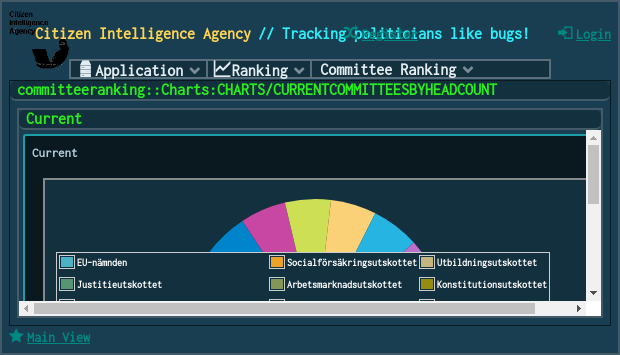 Citizen
Intelligence
Agency
Citizen Intelligence Agency // Tracking politicians like bugs!
Register
Login
Application
Ranking
Committee Ranking
committeeranking::Charts:CHARTS/CURRENTCOMMITTEESBYHEADCOUNT
Current
Current
EU-nämnden
Socialförsäkringsutskottet
Utbildningsutskottet
Justitieutskottet
Arbetsmarknadsutskottet
Konstitutionsutskottet
Main View